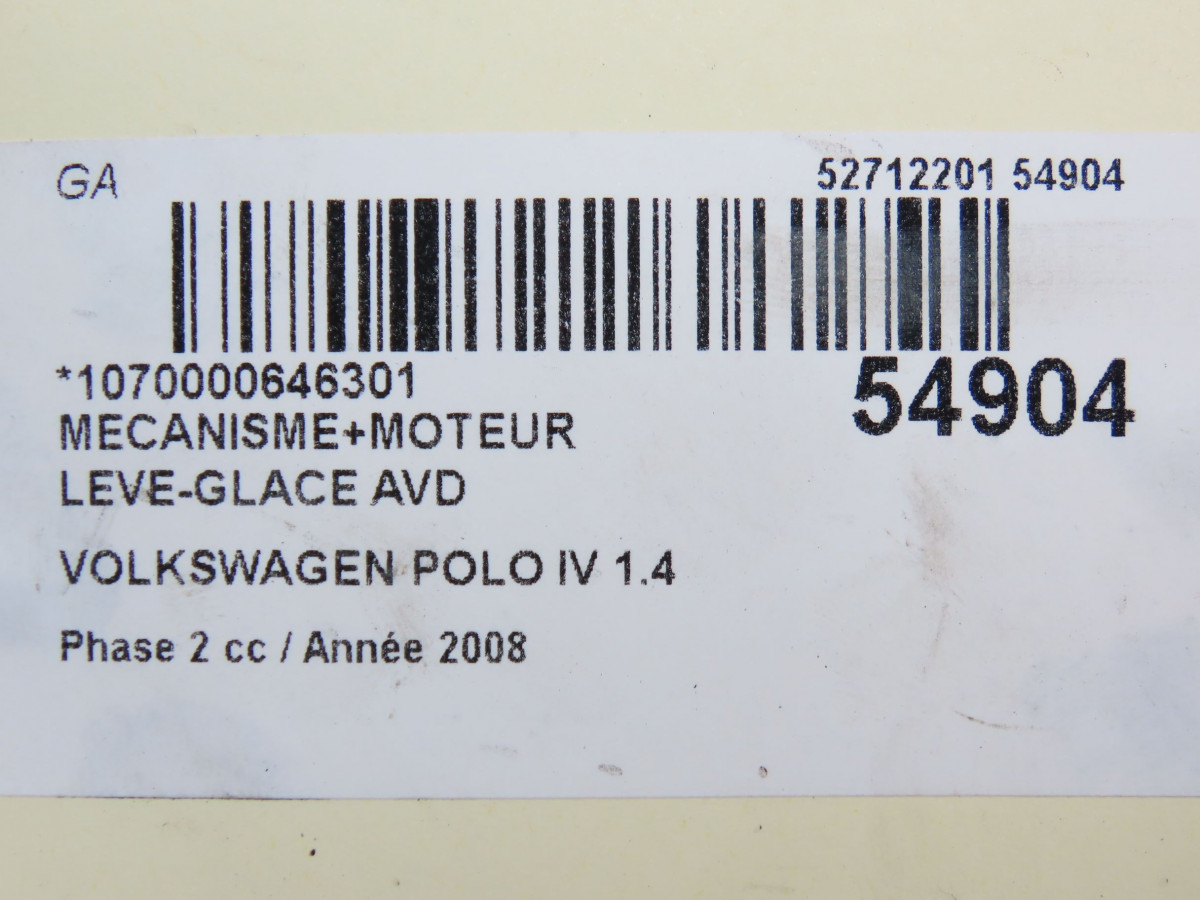 GA
52712201 54904
*1070000646301
54904
MECANISME+MOTEUR
LEVE-GLACE AVD
VOLKSWAGEN POLO IV 1.4
Phase 2 cc / Année 2008